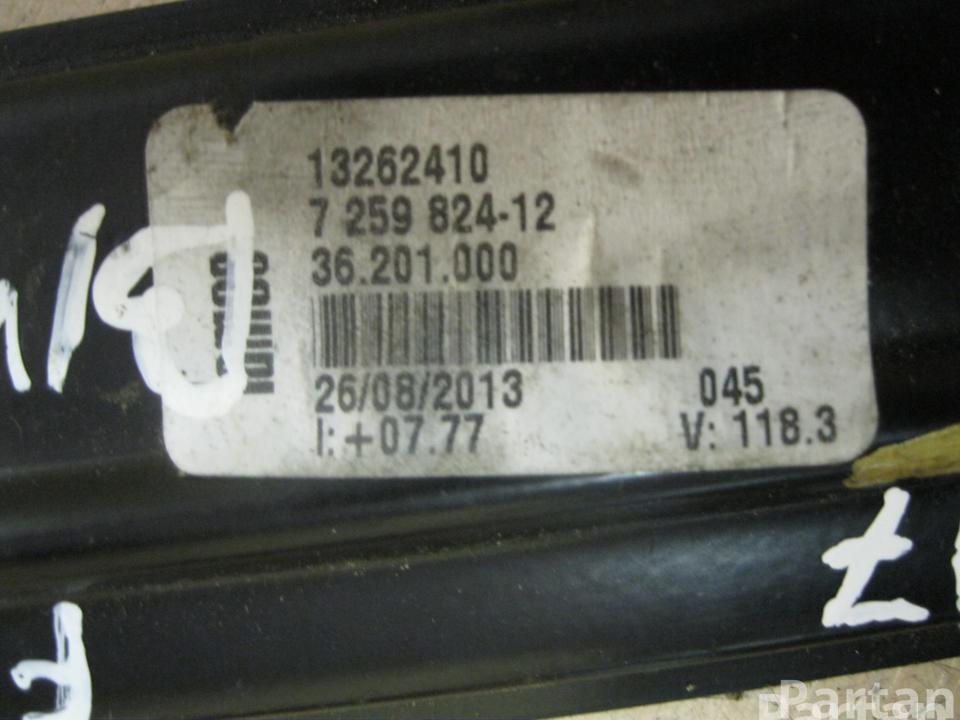 13262410
7 259 824-12
36.201.000
26/08/2013 045
I: +07.77 V: 118.3
Partan